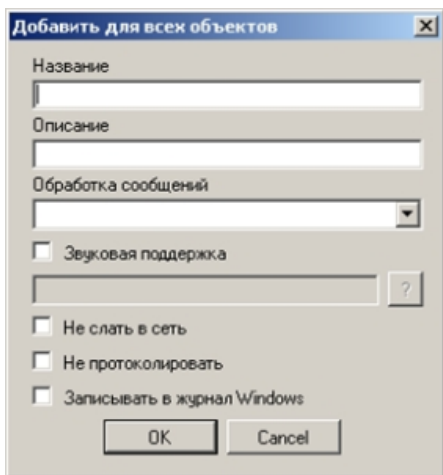 Добавить для всех объектов
Название
Описание
Обработка сообщений
Звуковая поддержка
?
Не слать в сеть
Не протоколировать
Записывать в журнал Windows
OK Cancel